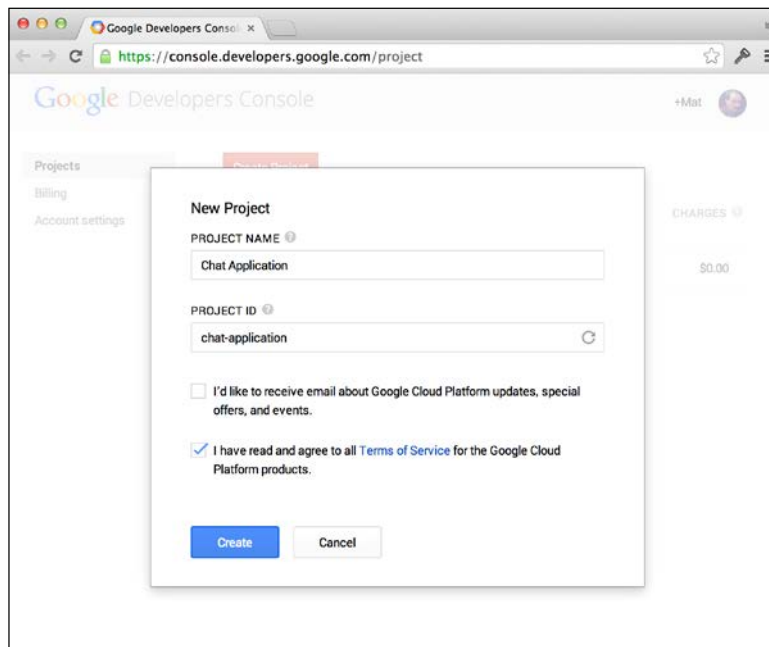 Google Developers Consol
https://console.developers.google.com/project
Google Developers Console
+Mat
Projects
Create Project
Billing
Account settings
CHARGES
$0.00
New Project
PROJECT NAME
Chat Application
PROJECT ID
chat-application
I'd like to receive email about Google Cloud Platform updates, special
offers, and events.
I have read and agree to all Terms of Service for the Google Cloud
Platform products.
Create
Cancel